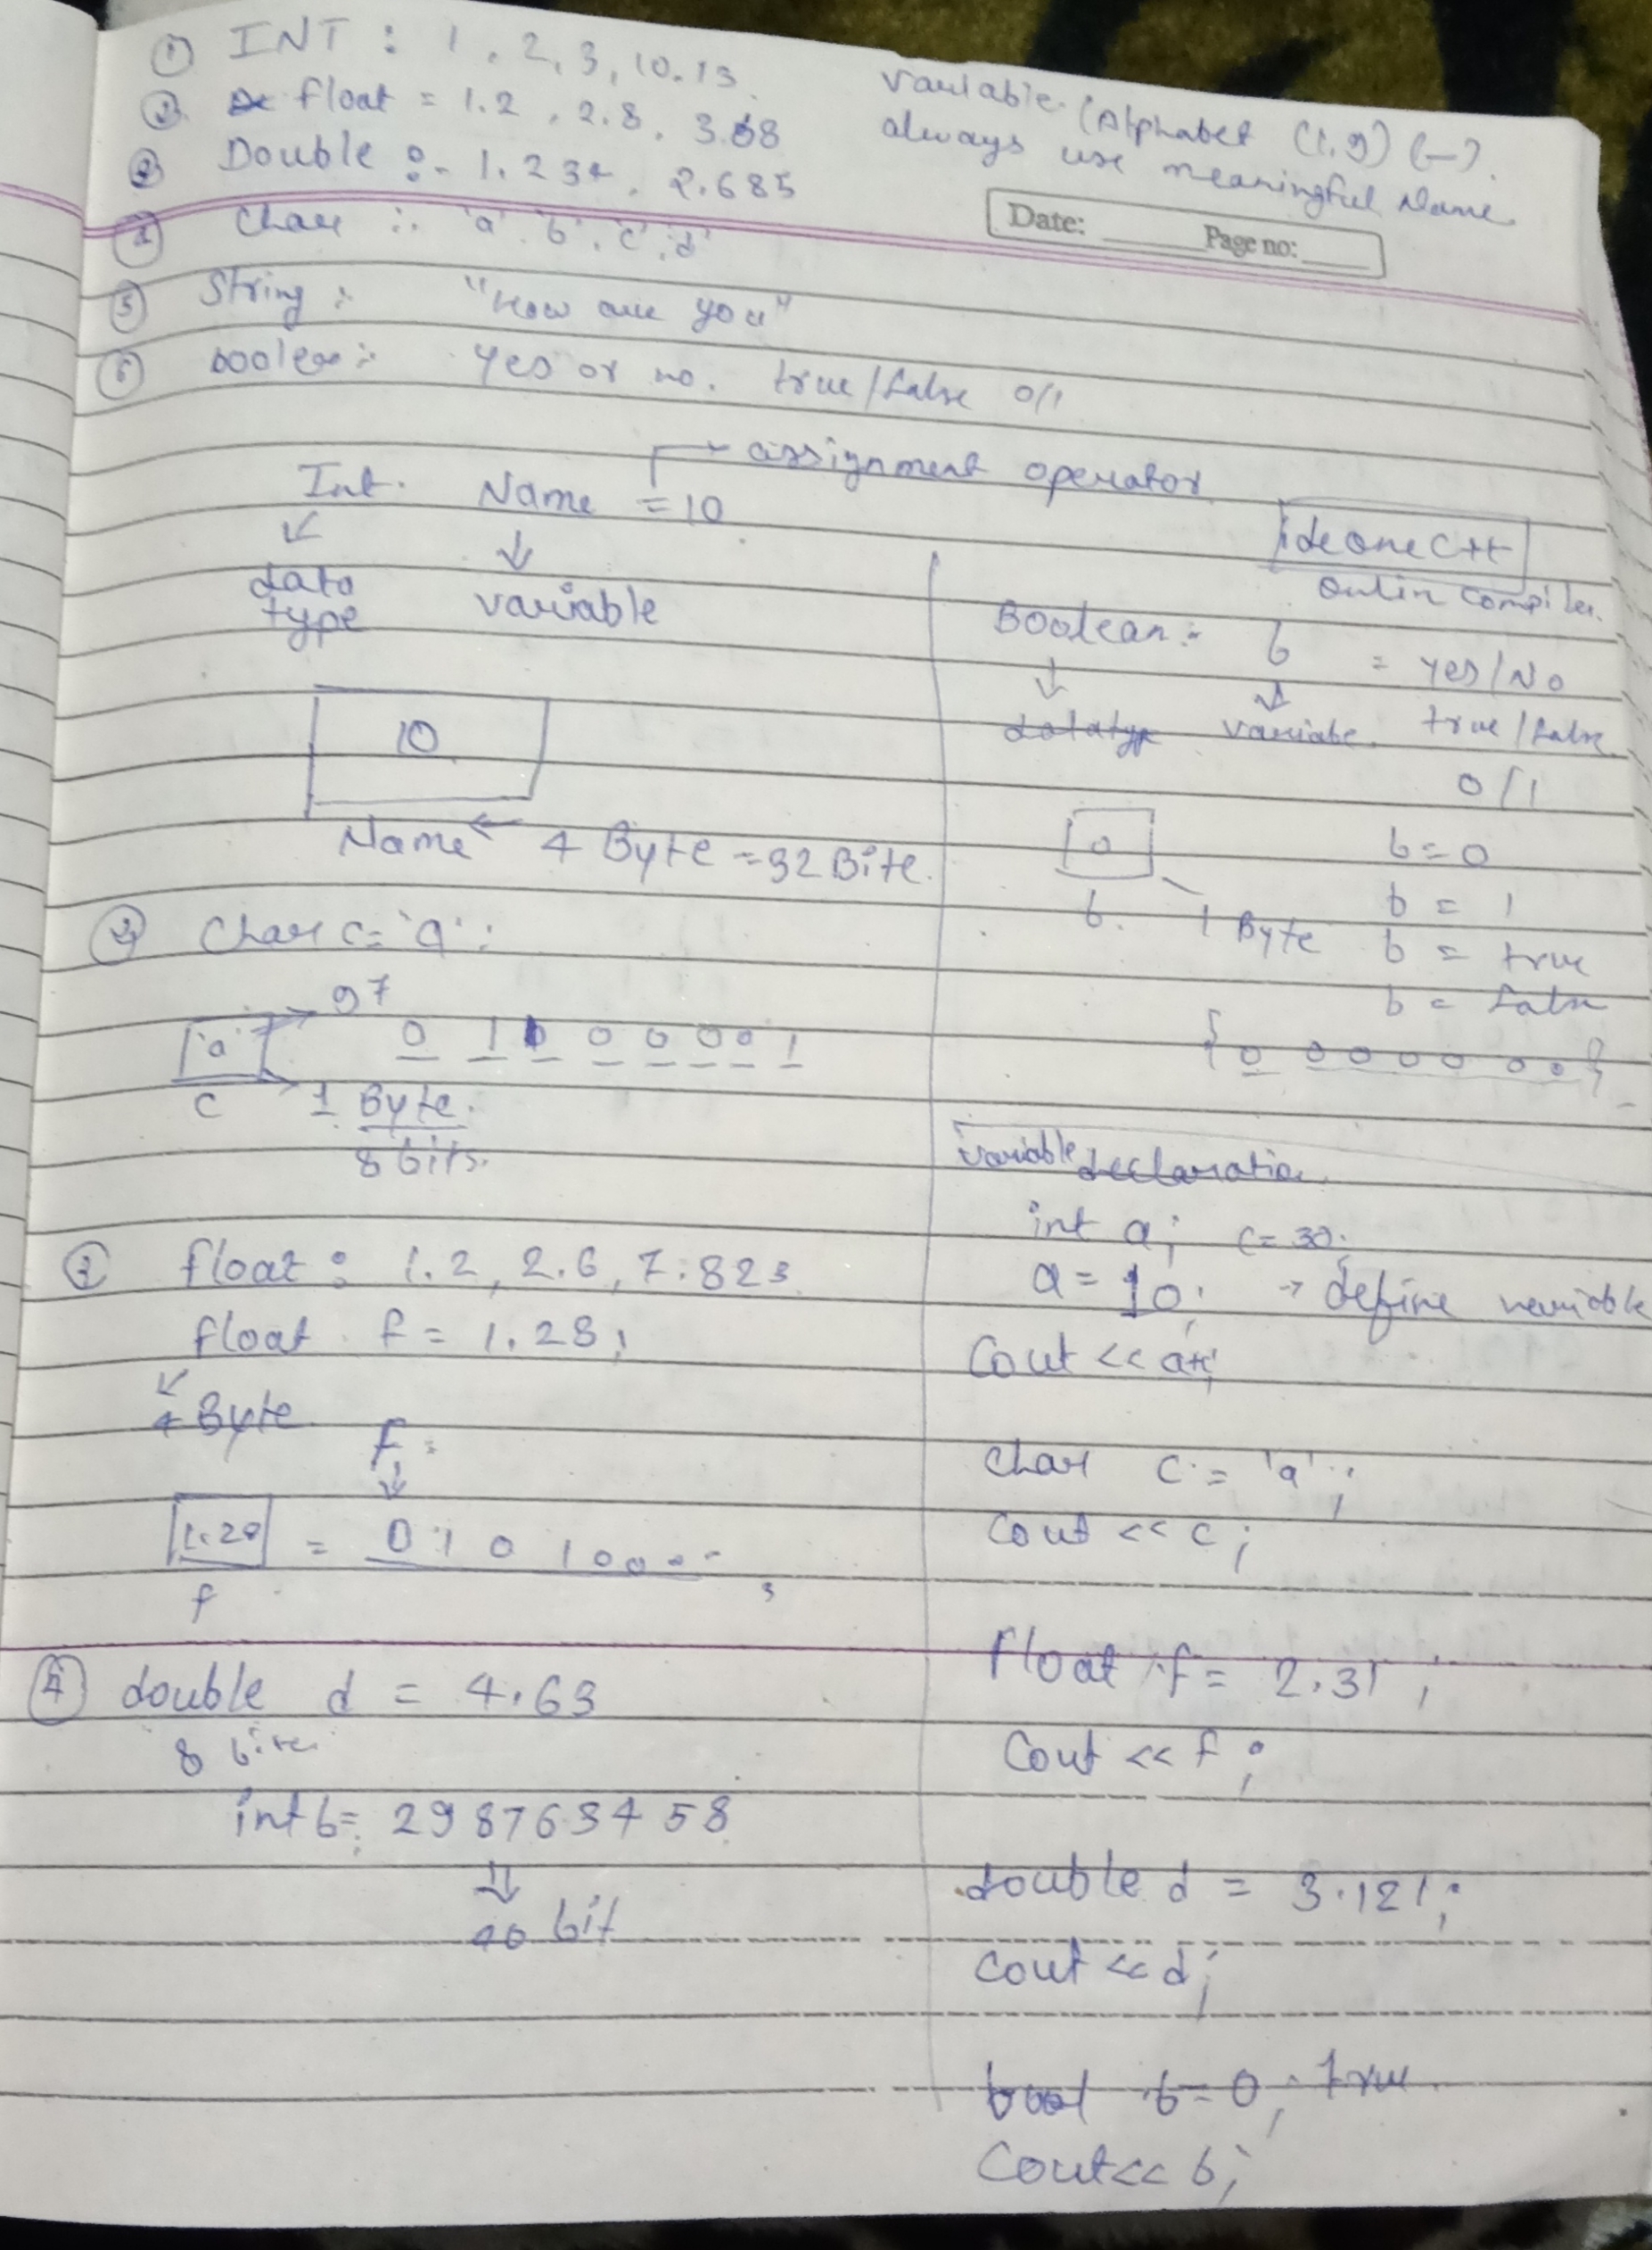 ① INT : 1, 2, 3, 10. 13.
② float = 1.2, 2.8, 3.68
③ Double :- 1.234, 2.685
variable. (Alphabet (1,9) (-).
always use meaningful Name.
Date: Page no:
④ Char :. 'a' 'b', 'c', 'd'
⑤ String :- "How are you"
⑥ boolean :- Yes or no. true/false 0/1
assignment operator
Int. Name = 10
data type
variable
10
Name ← 4 Byte = 32 Bite.
③ Char c = 'a' ;
97
'a' 0 1 1 0 0 0 0 1
c 1 Byte.
8 bits.
③ float : 1.2, 2.6, 7.823
float f = 1.28;
4 Byte
f =
1.28 = 0 1 0 1 0 0
f
④ double d = 4.63
8 bite
int b = 298763458
40 bit
ideone C++
Onlin Compiler.
Boolean :- b = yes/No
datatype variable. true/false
0/1
0 b = 0
b. 1 Byte b = 1
b = true
b = false
{ 0 0 0 0 0 0 0 }
variable declaration
int a; c = 30;
a = 10; → define variable
Cout << a+c;
Char c = 'a';
Cout << c;
float f = 2.31;
Cout << f;
double d = 3.121;
Cout << d;
bool b = 0; true.
Cout << b;